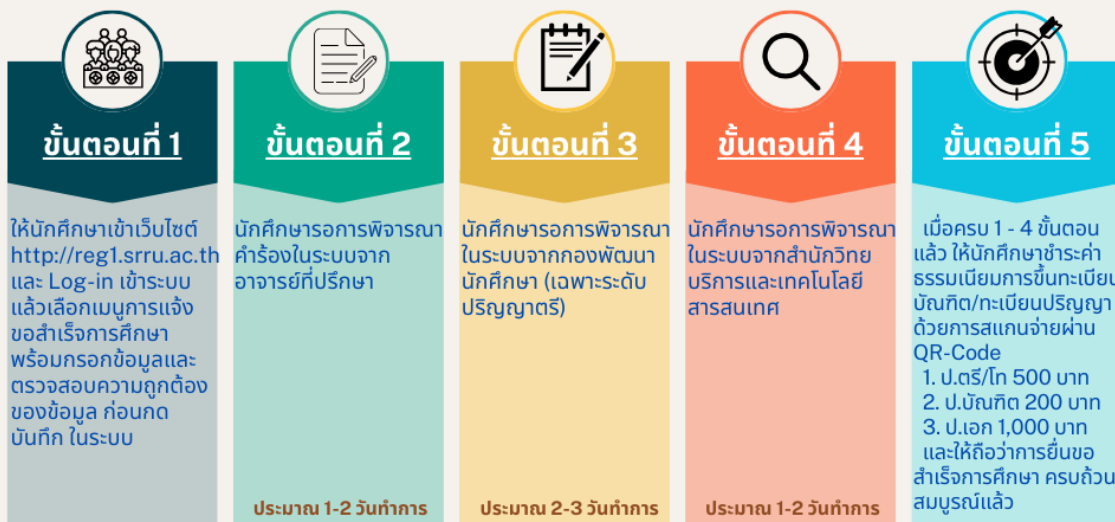 ขั้นตอนที่ 1
ให้นักศึกษาเข้าเว็บไซต์
http://reg1.srru.ac.th
และ Log-in เข้าระบบ
แล้วเลือกเมนูการแจ้ง
ขอสำเร็จการศึกษา
พร้อมกรอกข้อมูลและ
ตรวจสอบความถูกต้อง
ของข้อมูล ก่อนกด
บันทึก ในระบบ
ขั้นตอนที่ 2
นักศึกษารอการพิจารณา
คำร้องในระบบจาก
อาจารย์ที่ปรึกษา
ประมาณ 1-2 วันทำการ
ขั้นตอนที่ 3
นักศึกษารอการพิจารณา
ในระบบจากกองพัฒนา
นักศึกษา (เฉพาะระดับ
ปริญญาตรี)
ประมาณ 2-3 วันทำการ
ขั้นตอนที่ 4
นักศึกษารอการพิจารณา
ในระบบจากสำนักวิทย
บริการและเทคโนโลยี
สารสนเทศ
ประมาณ 1-2 วันทำการ
ขั้นตอนที่ 5
เมื่อครบ 1 - 4 ขั้นตอน
แล้ว ให้นักศึกษาชำระค่า
ธรรมเนียมการขึ้นทะเบียน
บัณฑิต/ทะเบียนปริญญา
ด้วยการสแกนจ่ายผ่าน
QR-Code
1. ป.ตรี/โท 500 บาท
2. ป.บัณฑิต 200 บาท
3. ป.เอก 1,000 บาท
และให้ถือว่าการยื่นขอ
สำเร็จการศึกษา ครบถ้วน
สมบูรณ์แล้ว